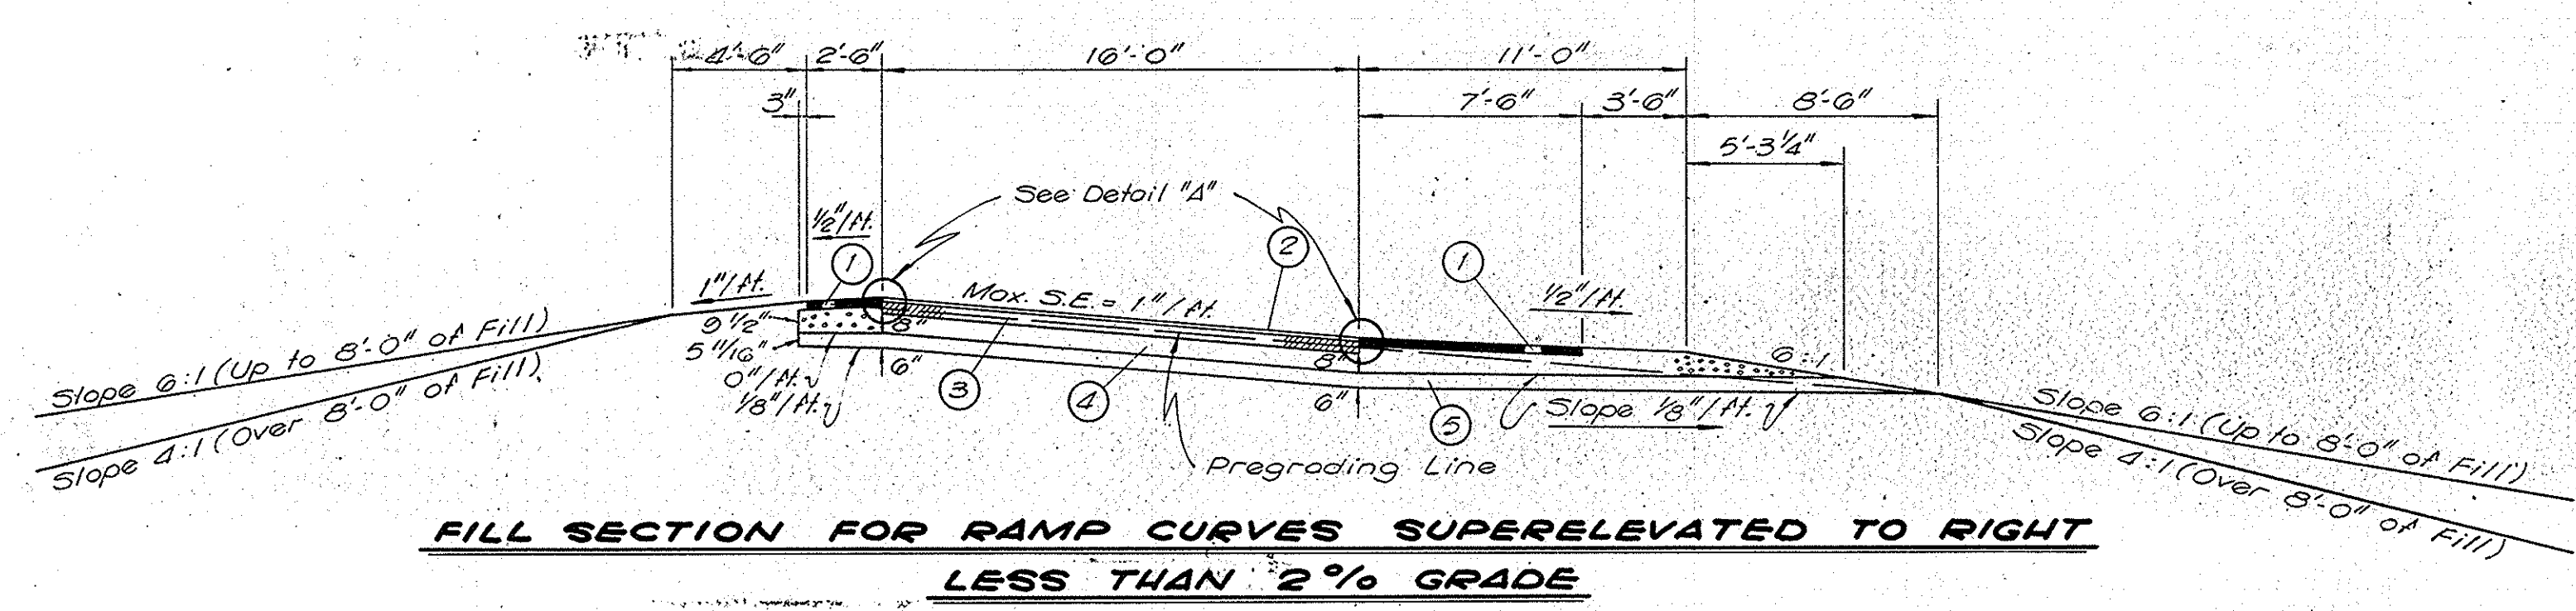 4'-6" 2'-6" 16'-0" 11'-0"
3" 7'-6" 3'-6" 8'-6"
5'-3 1/4"
See Detail "A"
1/2"/ft.
1 2 1
1"/ft. Max. S.E. = 1"/ft. 1/2"/ft.
9 1/2" 8" 8" 6:1
5 11/16" 6" 6"
0"/ft.
1/8"/ft.
3 4 5
Slope 1/8"/ft.
Pregrading Line
Slope 6:1 (Up to 8'-0" of Fill)
Slope 4:1 (Over 8'-0" of Fill)
Slope 6:1 (Up to 8'-0" of Fill)
Slope 4:1 (Over 8'-0" of Fill)
FILL SECTION FOR RAMP CURVES SUPERELEVATED TO RIGHT
LESS THAN 2% GRADE